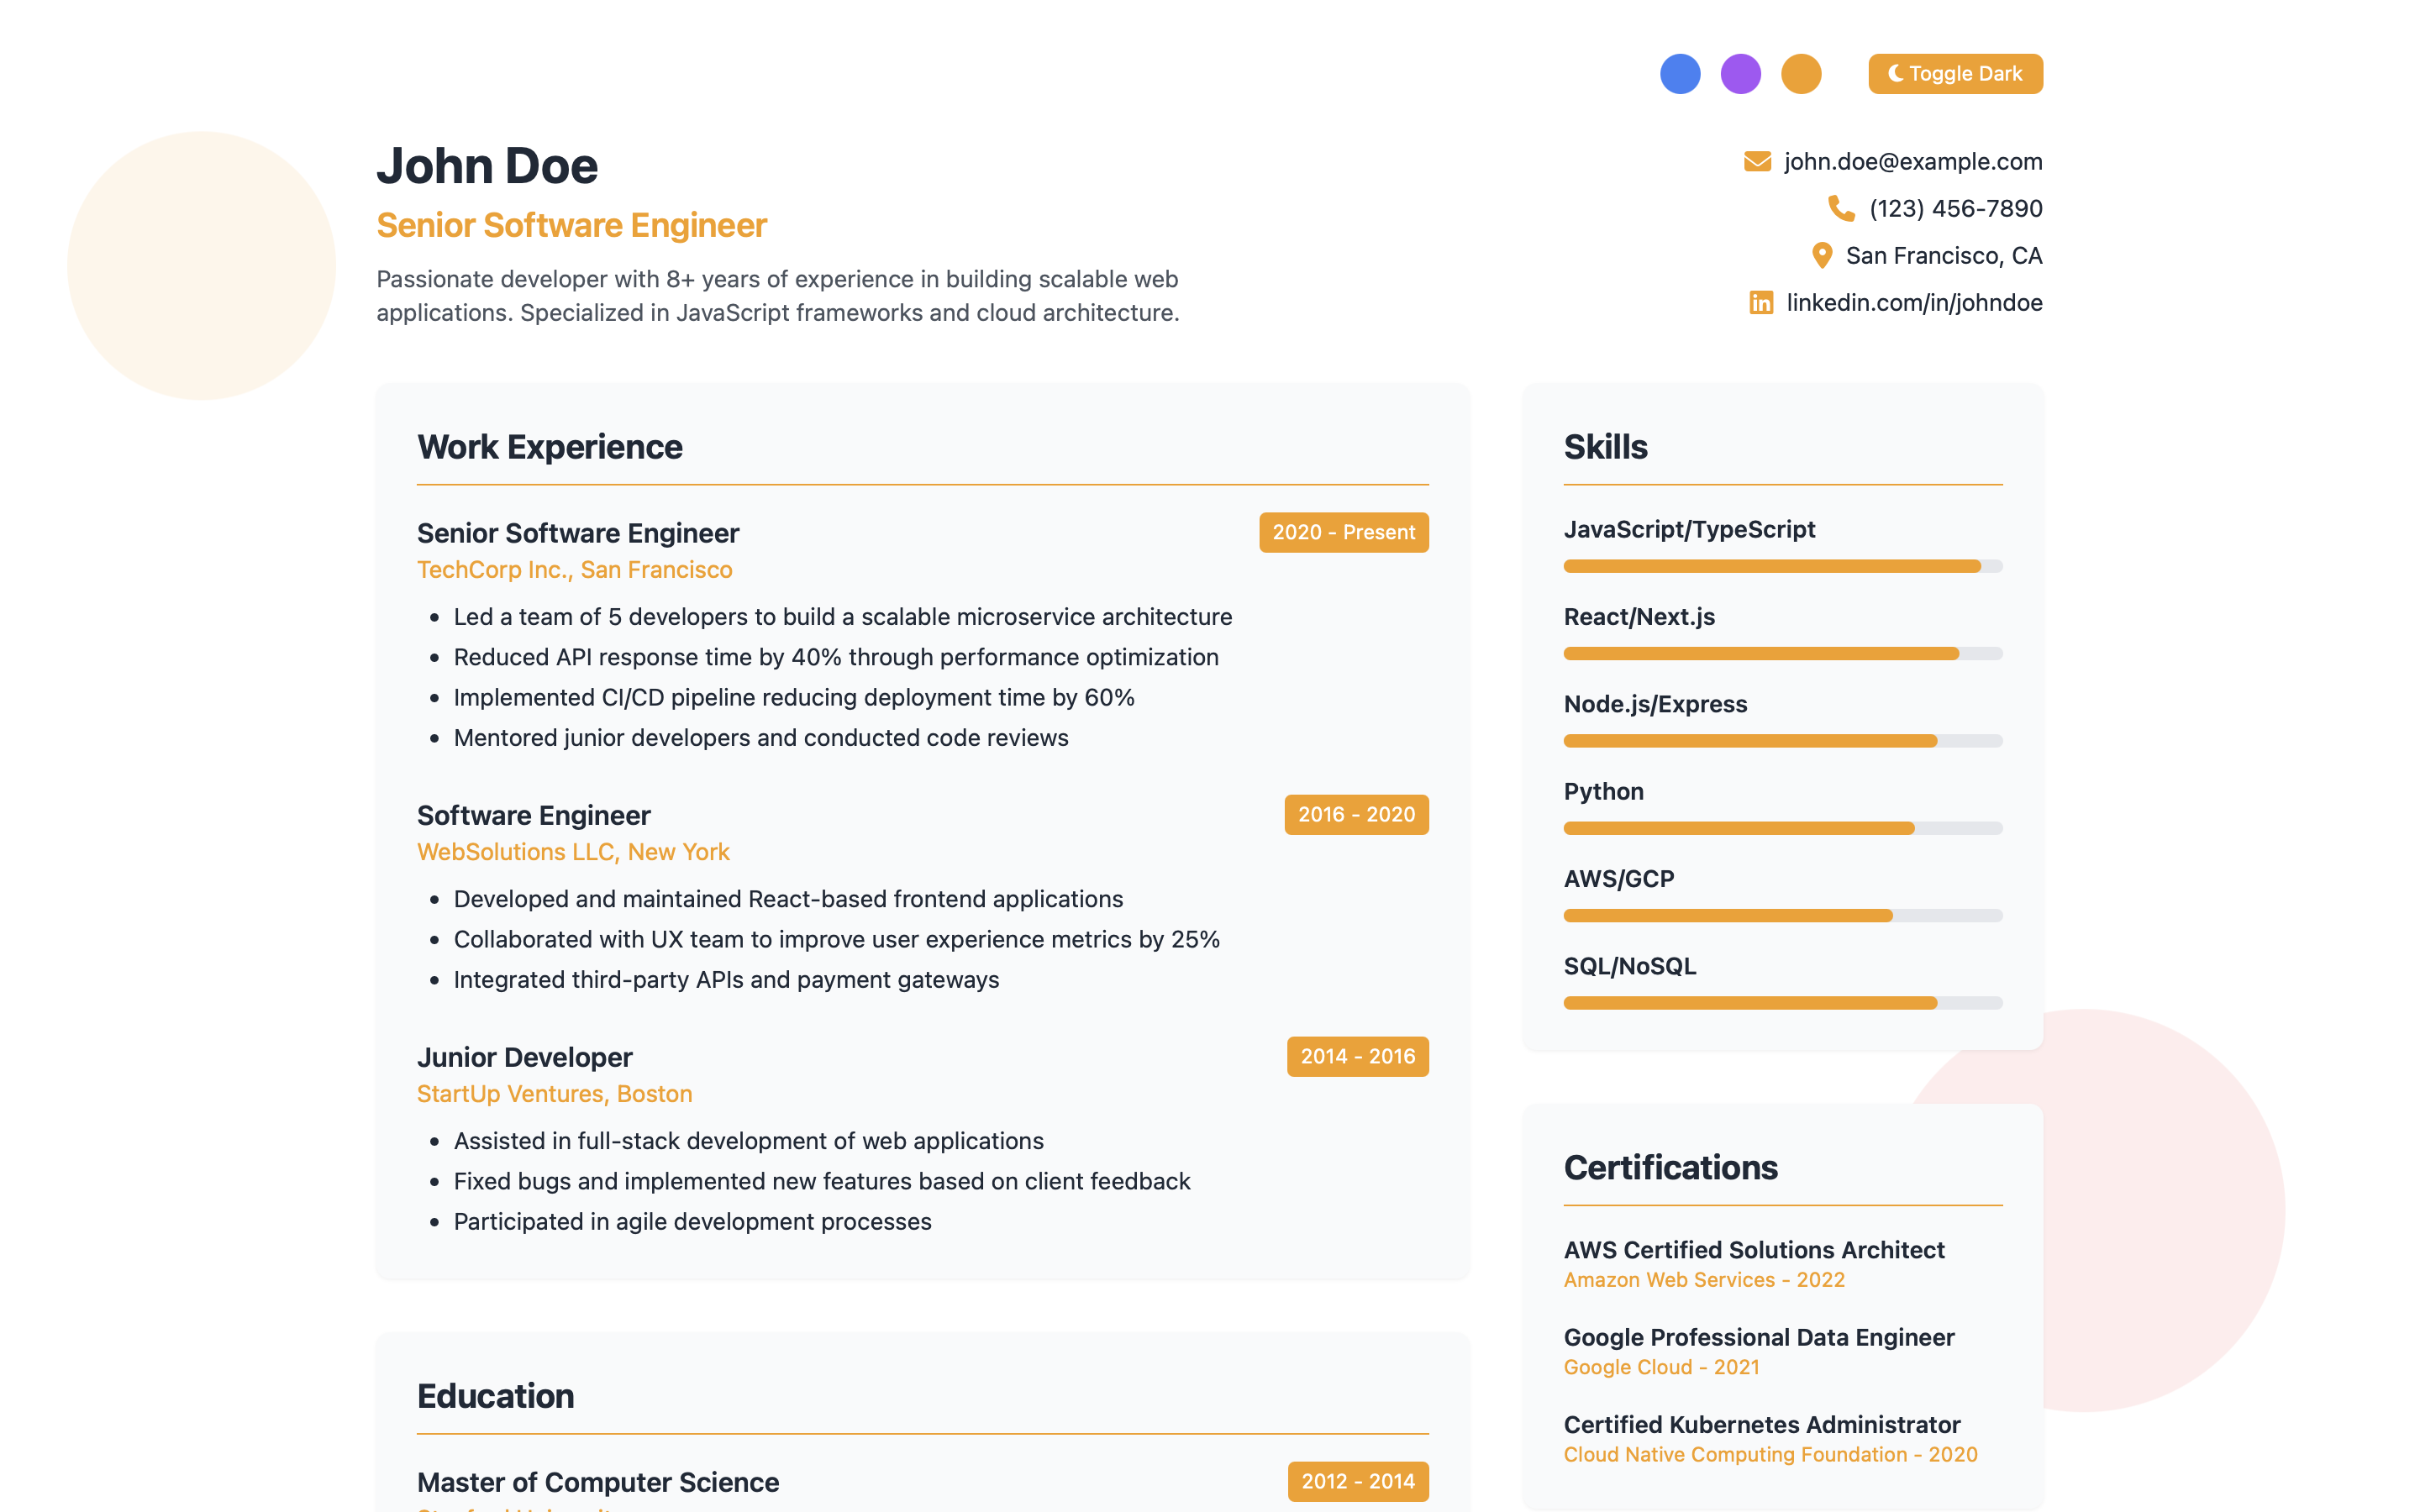 Toggle Dark
John Doe
Senior Software Engineer
Passionate developer with 8+ years of experience in building scalable web
applications. Specialized in JavaScript frameworks and cloud architecture.
john.doe@example.com
(123) 456-7890
San Francisco, CA
linkedin.com/in/johndoe
Work Experience
Senior Software Engineer
2020 - Present
TechCorp Inc., San Francisco
• Led a team of 5 developers to build a scalable microservice architecture
• Reduced API response time by 40% through performance optimization
• Implemented CI/CD pipeline reducing deployment time by 60%
• Mentored junior developers and conducted code reviews
Software Engineer
2016 - 2020
WebSolutions LLC, New York
• Developed and maintained React-based frontend applications
• Collaborated with UX team to improve user experience metrics by 25%
• Integrated third-party APIs and payment gateways
Junior Developer
2014 - 2016
StartUp Ventures, Boston
• Assisted in full-stack development of web applications
• Fixed bugs and implemented new features based on client feedback
• Participated in agile development processes
Education
Master of Computer Science
2012 - 2014
Skills
JavaScript/TypeScript
React/Next.js
Node.js/Express
Python
AWS/GCP
SQL/NoSQL
Certifications
AWS Certified Solutions Architect
Amazon Web Services - 2022
Google Professional Data Engineer
Google Cloud - 2021
Certified Kubernetes Administrator
Cloud Native Computing Foundation - 2020